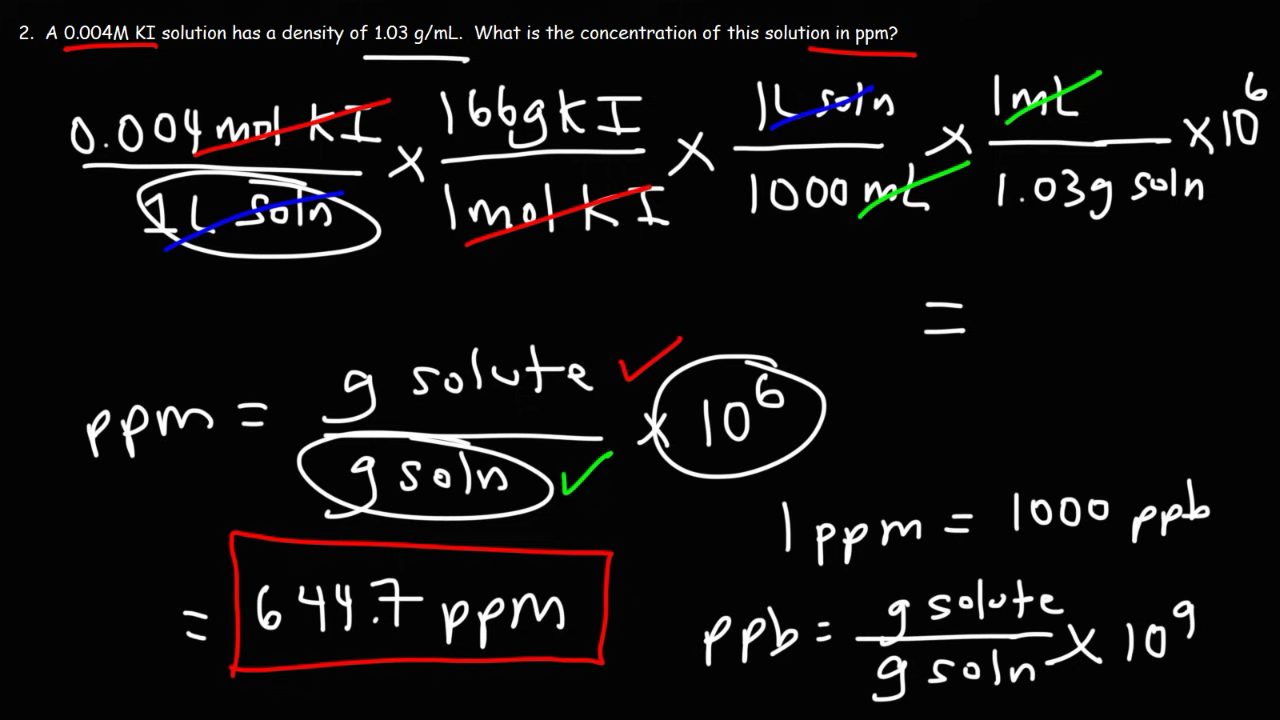 2. A 0.004M KI solution has a density of 1.03 g/mL. What is the concentration of this solution in ppm?
0.004 mol KI / 1L soln × 166g KI / 1 mol KI × 1L soln / 1000 mL × 1mL / 1.03g soln × 10^6
=
ppm = g solute / g soln × 10^6
= 644.7 ppm
1 ppm = 1000 ppb
ppb = g solute / g soln × 10^9